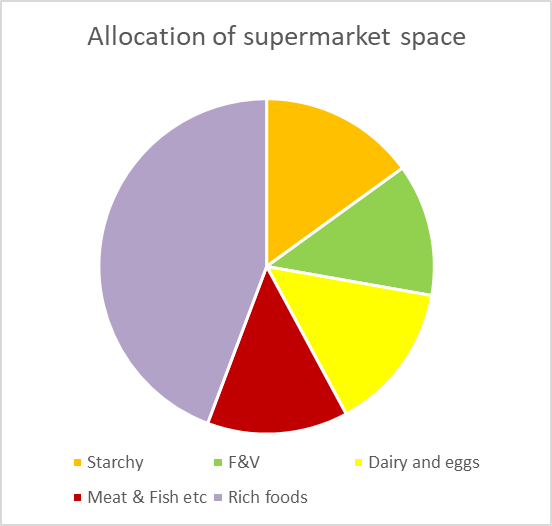 Allocation of supermarket space
Starchy F&V Dairy and eggs
Meat & Fish etc Rich foods